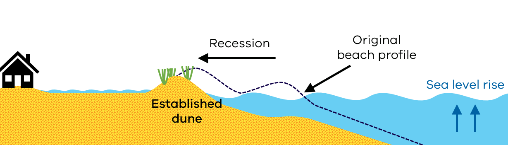 Recession
Original
beach profile
Sea level rise
Established
dune